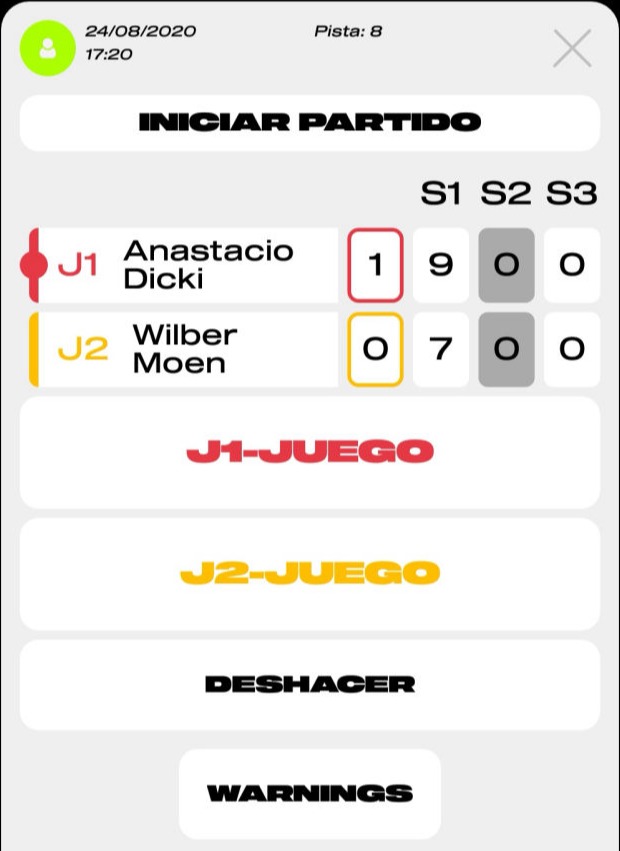 24/08/2020 Pista: 8
17:20
INICIAR PARTIDO
S1 S2 S3
J1 Anastacio Dicki 1 9 0 0
J2 Wilber Moen 0 7 0 0
J1-JUEGO
J2-JUEGO
DESHACER
WARNINGS